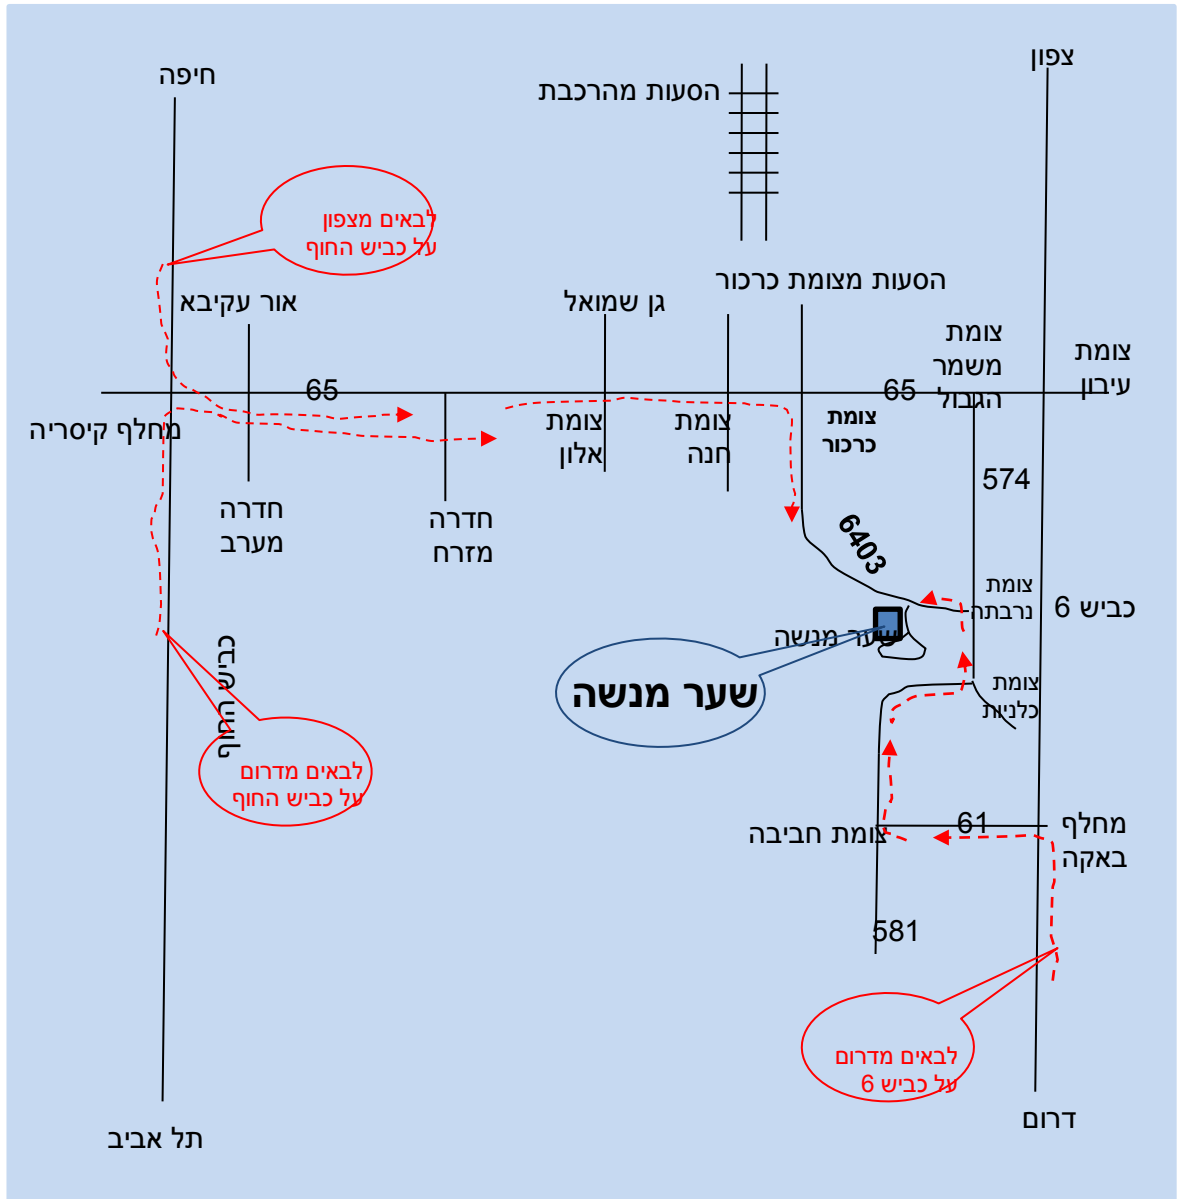 צפון
חיפה
הסעות מהרכבת
לבאים מצפון
על כביש החוף
הסעות מצומת כרכור
אור עקיבא
גן שמואל
צומת
משמר
הגבול
צומת
עירון
65
65
מחלף קיסריה
צומת
אלון
צומת
חנה
צומת
כרכור
574
חדרה
מערב
חדרה
מזרח
6403
צומת
נרבתה
כביש 6
שער מנשה
שער מנשה
צומת
כלניות
כביש החוף
לבאים מדרום
על כביש החוף
61
מחלף
באקה
צומת חביבה
581
לבאים מדרום
על כביש 6
דרום
תל אביב